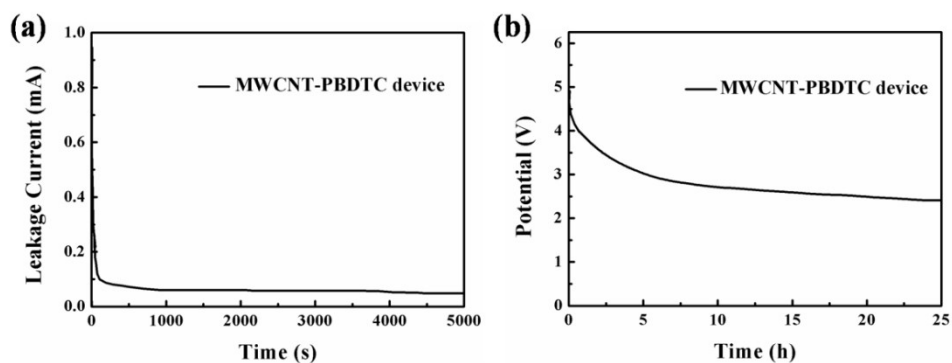 (a)
Leakage Current (mA)
1.0
0.8
0.6
0.4
0.2
0.0
MWCNT-PBDTC device
0 1000 2000 3000 4000 5000
Time (s)
(b)
Potential (V)
6
5
4
3
2
1
0
MWCNT-PBDTC device
0 5 10 15 20 25
Time (h)